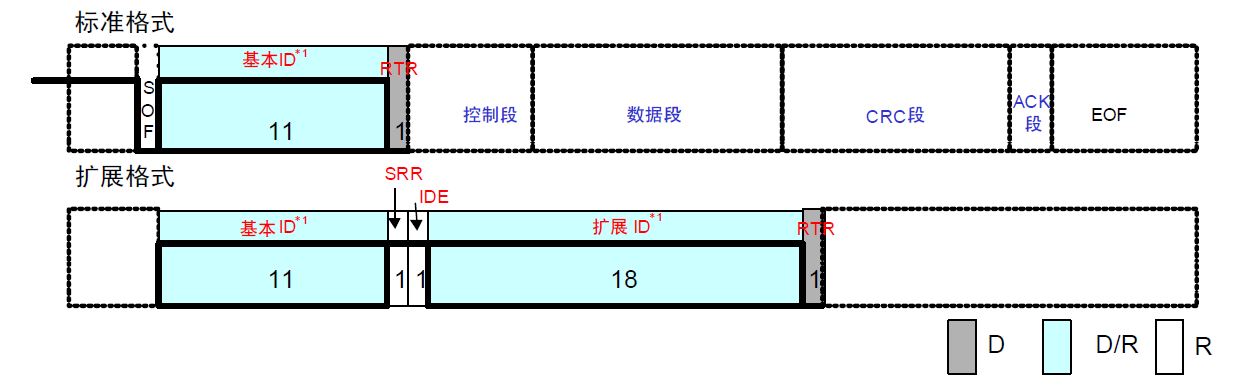 标准格式
基本ID*1
RTR
SOF
11
1
控制段
数据段
CRC段
ACK
段
EOF
扩展格式
SRR
IDE
基本ID*1
扩展 ID*1
RTR
11
1
1
18
1
D
D/R
R